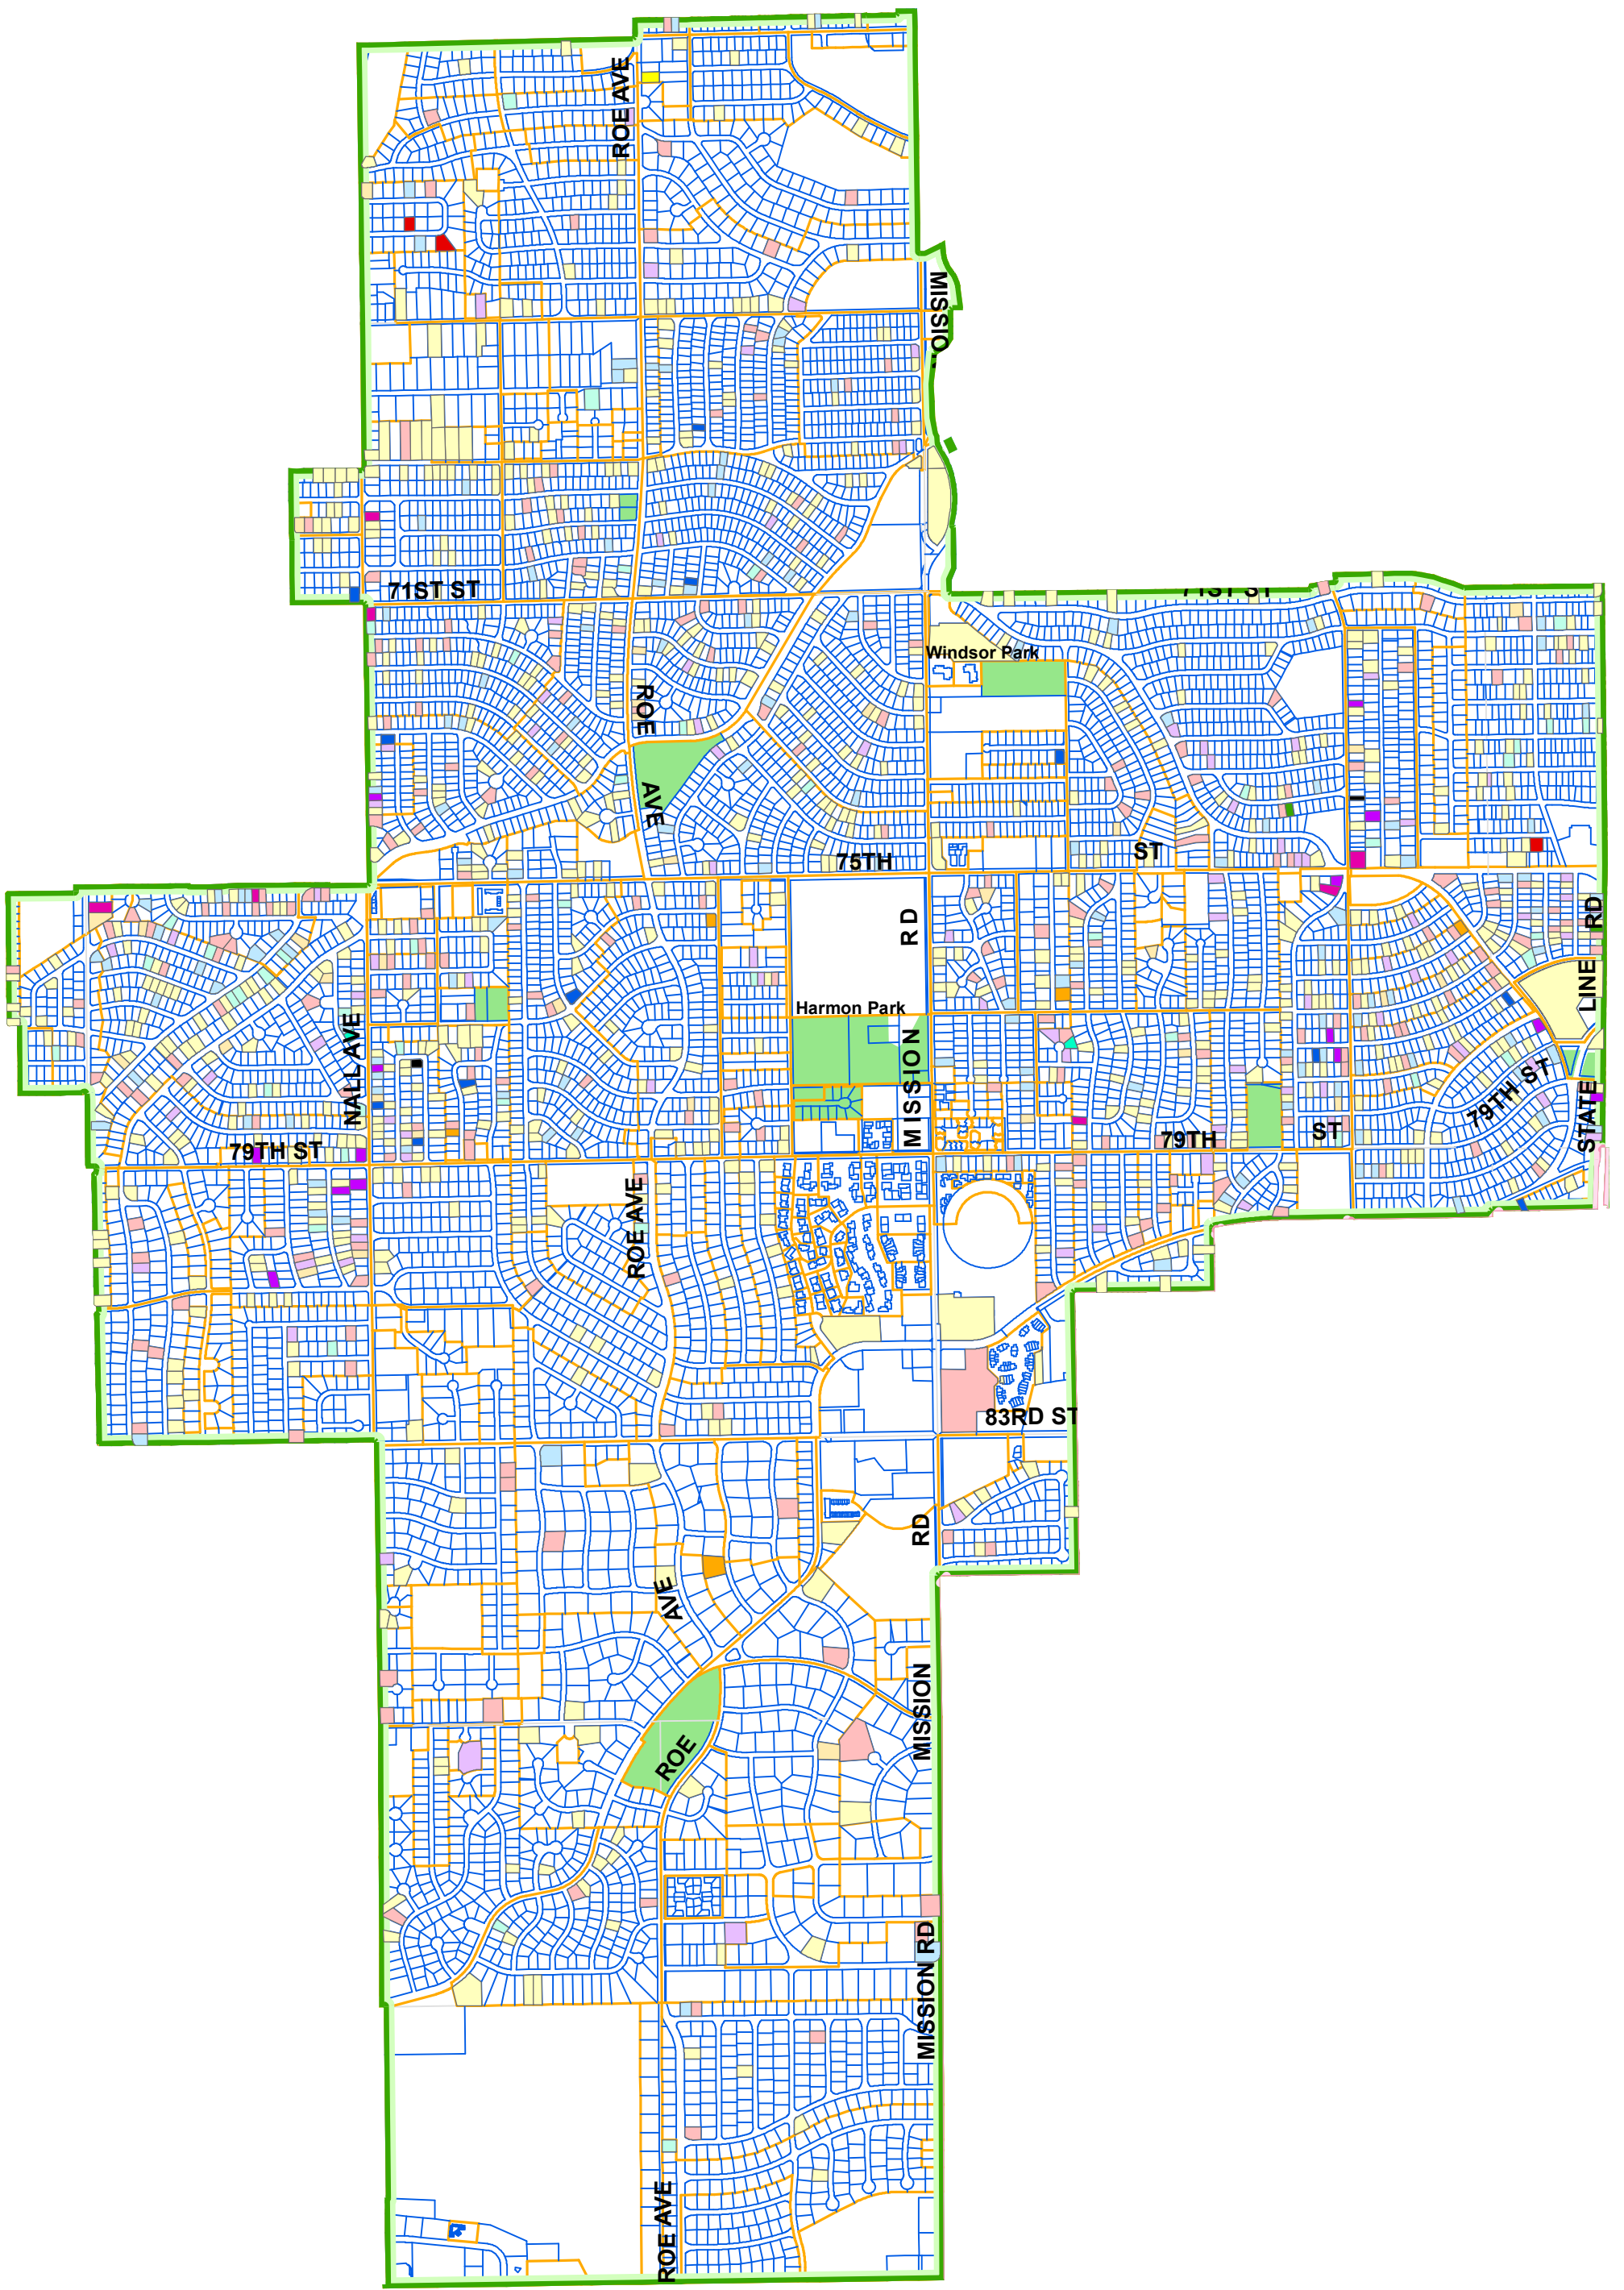 ROE AVE
MISSIO
71ST ST
71ST ST
Windsor Park
ROE
AVE
75TH
ST
RD
RD
LINE
Harmon Park
NALL AVE
MISSION
79TH ST
STATE
79TH ST
79TH
ST
ROE AVE
83RD ST
RD
AVE
MISSION
ROE
MISSION RD
ROE AVE